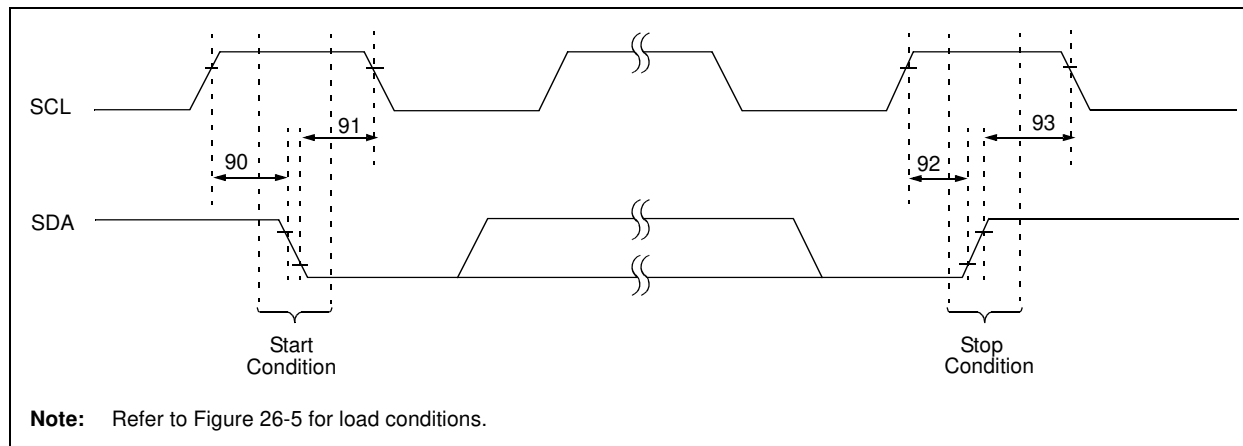 SCL
91
93
90
92
SDA
Start
Condition
Stop
Condition
Note: Refer to Figure 26-5 for load conditions.